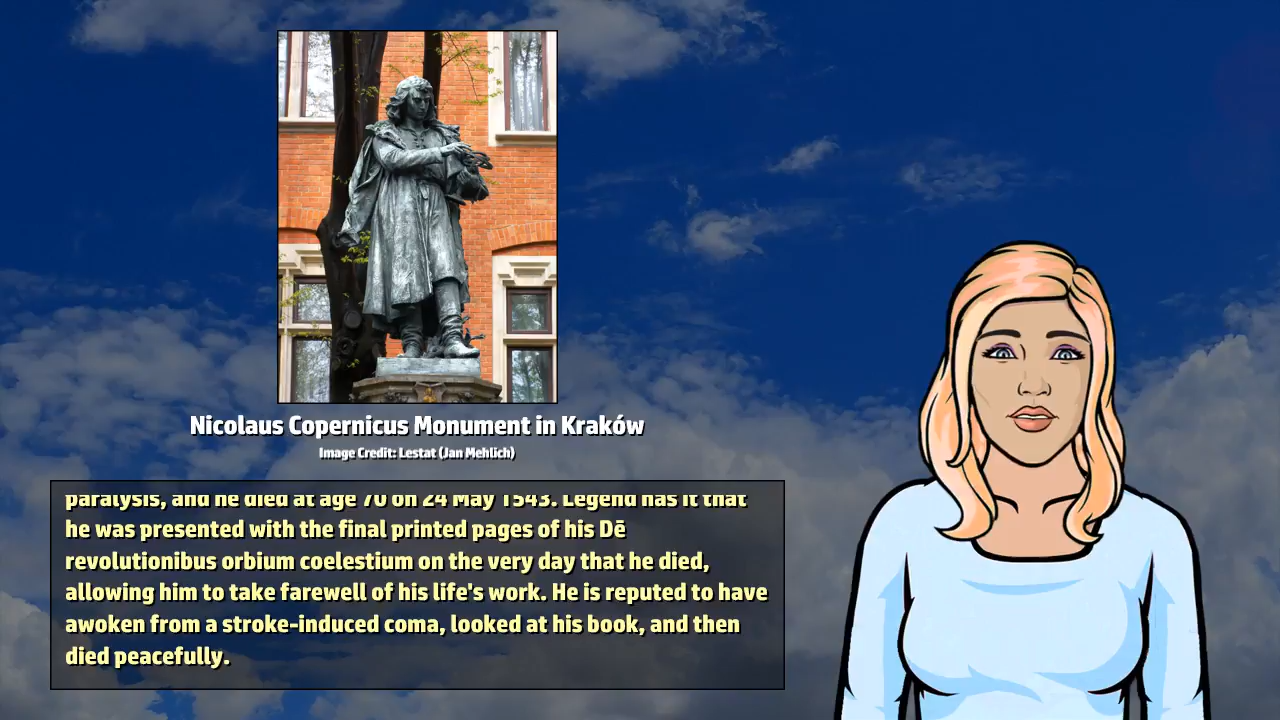 Nicolaus Copernicus Monument in Kraków
Image Credit: Lestat (Jan Mehlich)
paralysis, and he died at age 70 on 24 May 1543. Legend has it that
he was presented with the final printed pages of his Dē
revolutionibus orbium coelestium on the very day that he died,
allowing him to take farewell of his life's work. He is reputed to have
awoken from a stroke-induced coma, looked at his book, and then
died peacefully.